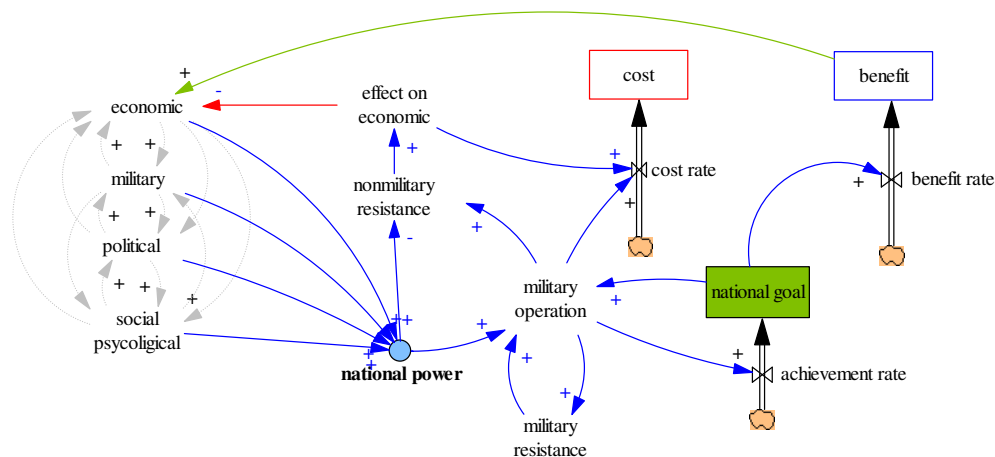 cost
benefit
economic
effect on
economic
military
nonmilitary
resistance
cost rate
benefit rate
political
social
psycoligical
military
operation
national goal
national power
achievement rate
military
resistance
+
-
+
+
+
+
+
+
+
+
+
+
+
+
-
+
+
+
+
+
+
+
+
+
+
+
+